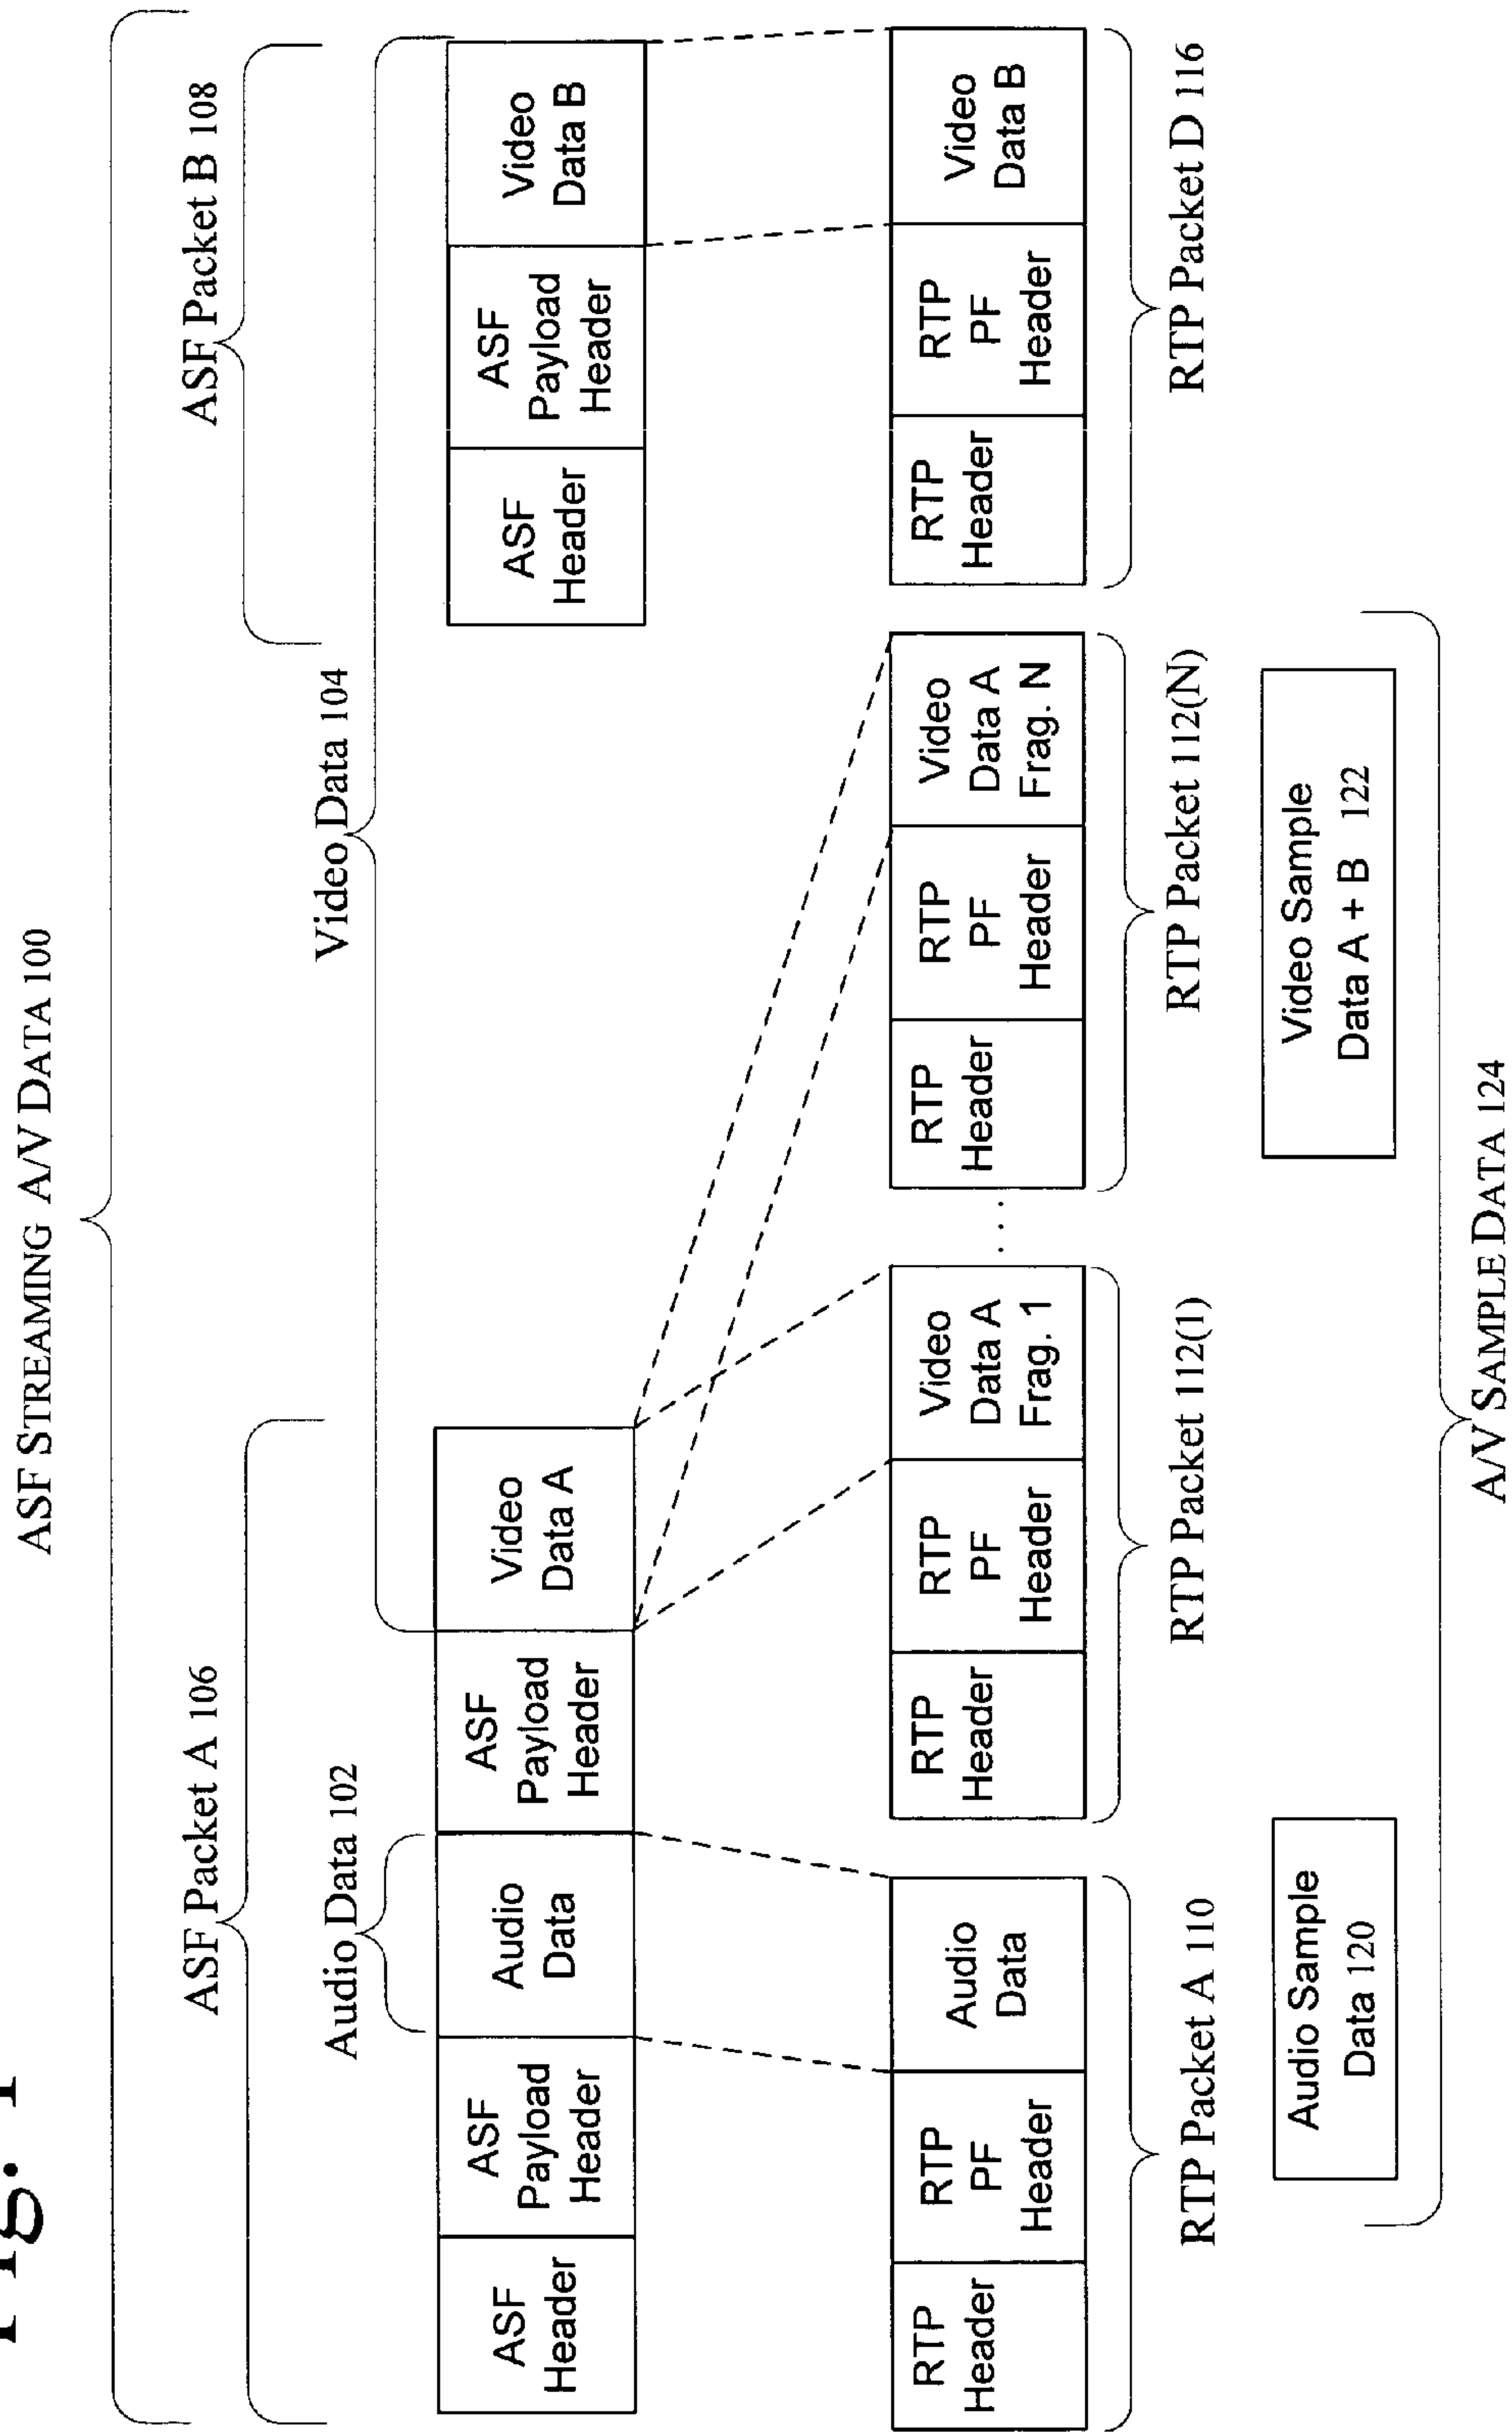 Fig. 1
ASF STREAMING A/V DATA 100
ASF Packet A 106
ASF Packet B 108
Audio Data 102
Video Data 104
ASF
Header
ASF
Payload
Header
Audio
Data
ASF
Payload
Header
Video
Data A
ASF
Header
ASF
Payload
Header
Video
Data B
RTP
Header
RTP
PF
Header
Audio
Data
RTP
Header
RTP
PF
Header
Video
Data A
Frag. 1
. . .
RTP
Header
RTP
PF
Header
Video
Data A
Frag. N
RTP
Header
RTP
PF
Header
Video
Data B
RTP Packet A 110
RTP Packet 112(1)
RTP Packet 112(N)
RTP Packet D 116
Audio Sample
Data 120
Video Sample
Data A + B 122
A/V SAMPLE DATA 124